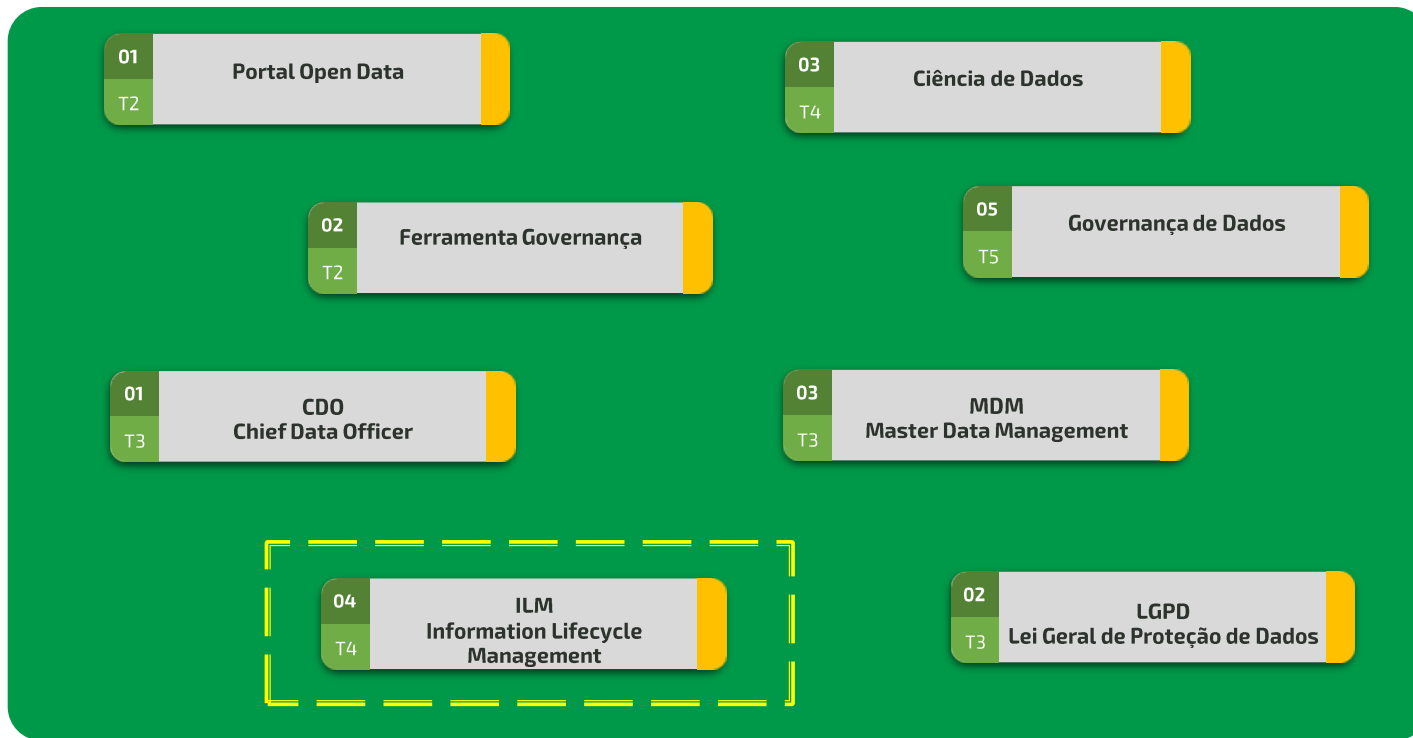 01
T2
Portal Open Data
03
T4
Ciência de Dados
02
T2
Ferramenta Governança
05
T5
Governança de Dados
01
T3
CDO
Chief Data Officer
03
T3
MDM
Master Data Management
04
T4
ILM
Information Lifecycle
Management
02
T3
LGPD
Lei Geral de Proteção de Dados